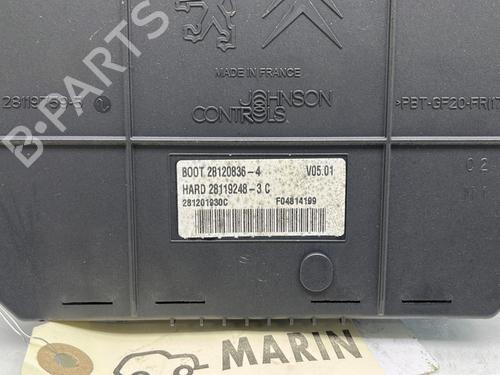 MADE IN FRANCE
JOHNSON
CONTROLS
>PBT-GF20-FR(17
BOOT 28120836-4 V05.01
HARD 28119248-3 C
281201930C F04814199
MARIN